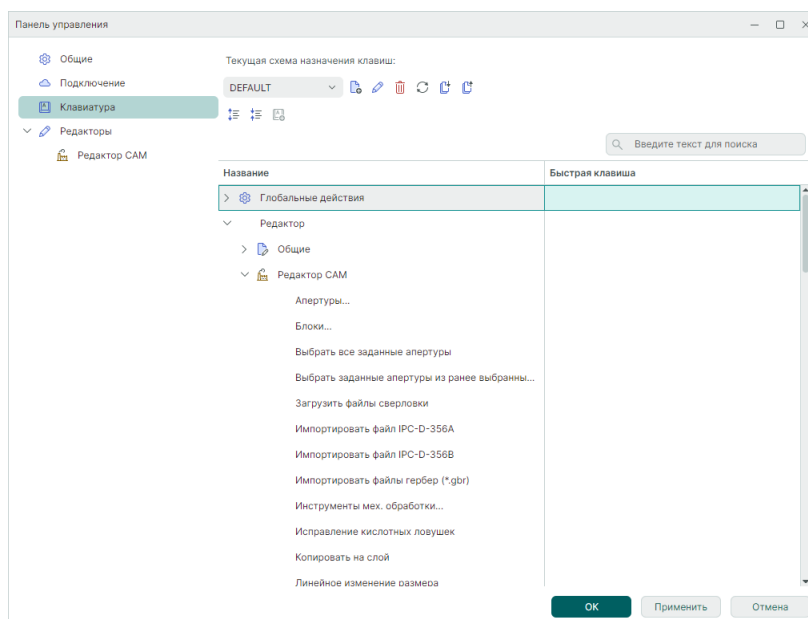 Панель управления
Общие
Подключение
Клавиатура
Редакторы
Редактор CAM
Текущая схема назначения клавиш:
DEFAULT
Введите текст для поиска
Название
Быстрая клавиша
Глобальные действия
Редактор
Общие
Редактор CAM
Апертуры...
Блоки...
Выбрать все заданные апертуры
Выбрать заданные апертуры из ранее выбранны...
Загрузить файлы сверловки
Импортировать файл IPC-D-356A
Импортировать файл IPC-D-356B
Импортировать файлы гербер (*.gbr)
Инструменты мех. обработки...
Исправление кислотных ловушек
Копировать на слой
Линейное изменение размера
ОК
Применить
Отмена